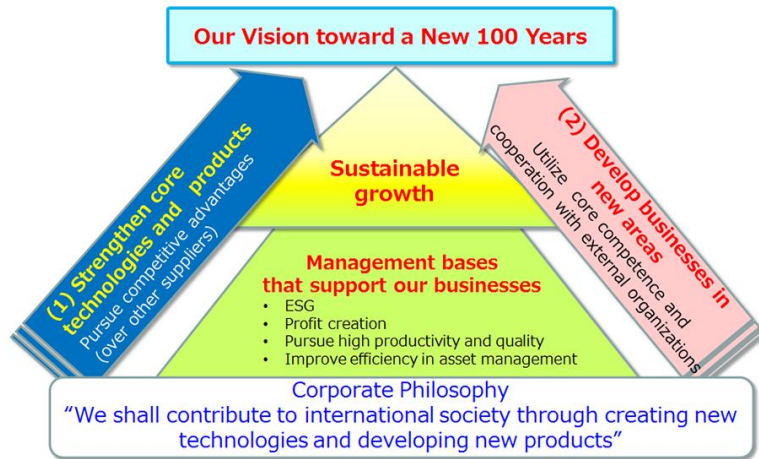 Our Vision toward a New 100 Years
(1) Strengthen core
technologies and products
Pursue competitive advantages
(over other suppliers)
Sustainable
growth
(2) Develop businesses in
new areas
Utilize core competence and
cooperation with external organizations
Management bases
that support our businesses
• ESG
• Profit creation
• Pursue high productivity and quality
• Improve efficiency in asset management
Corporate Philosophy
“We shall contribute to international society through creating new
technologies and developing new products”